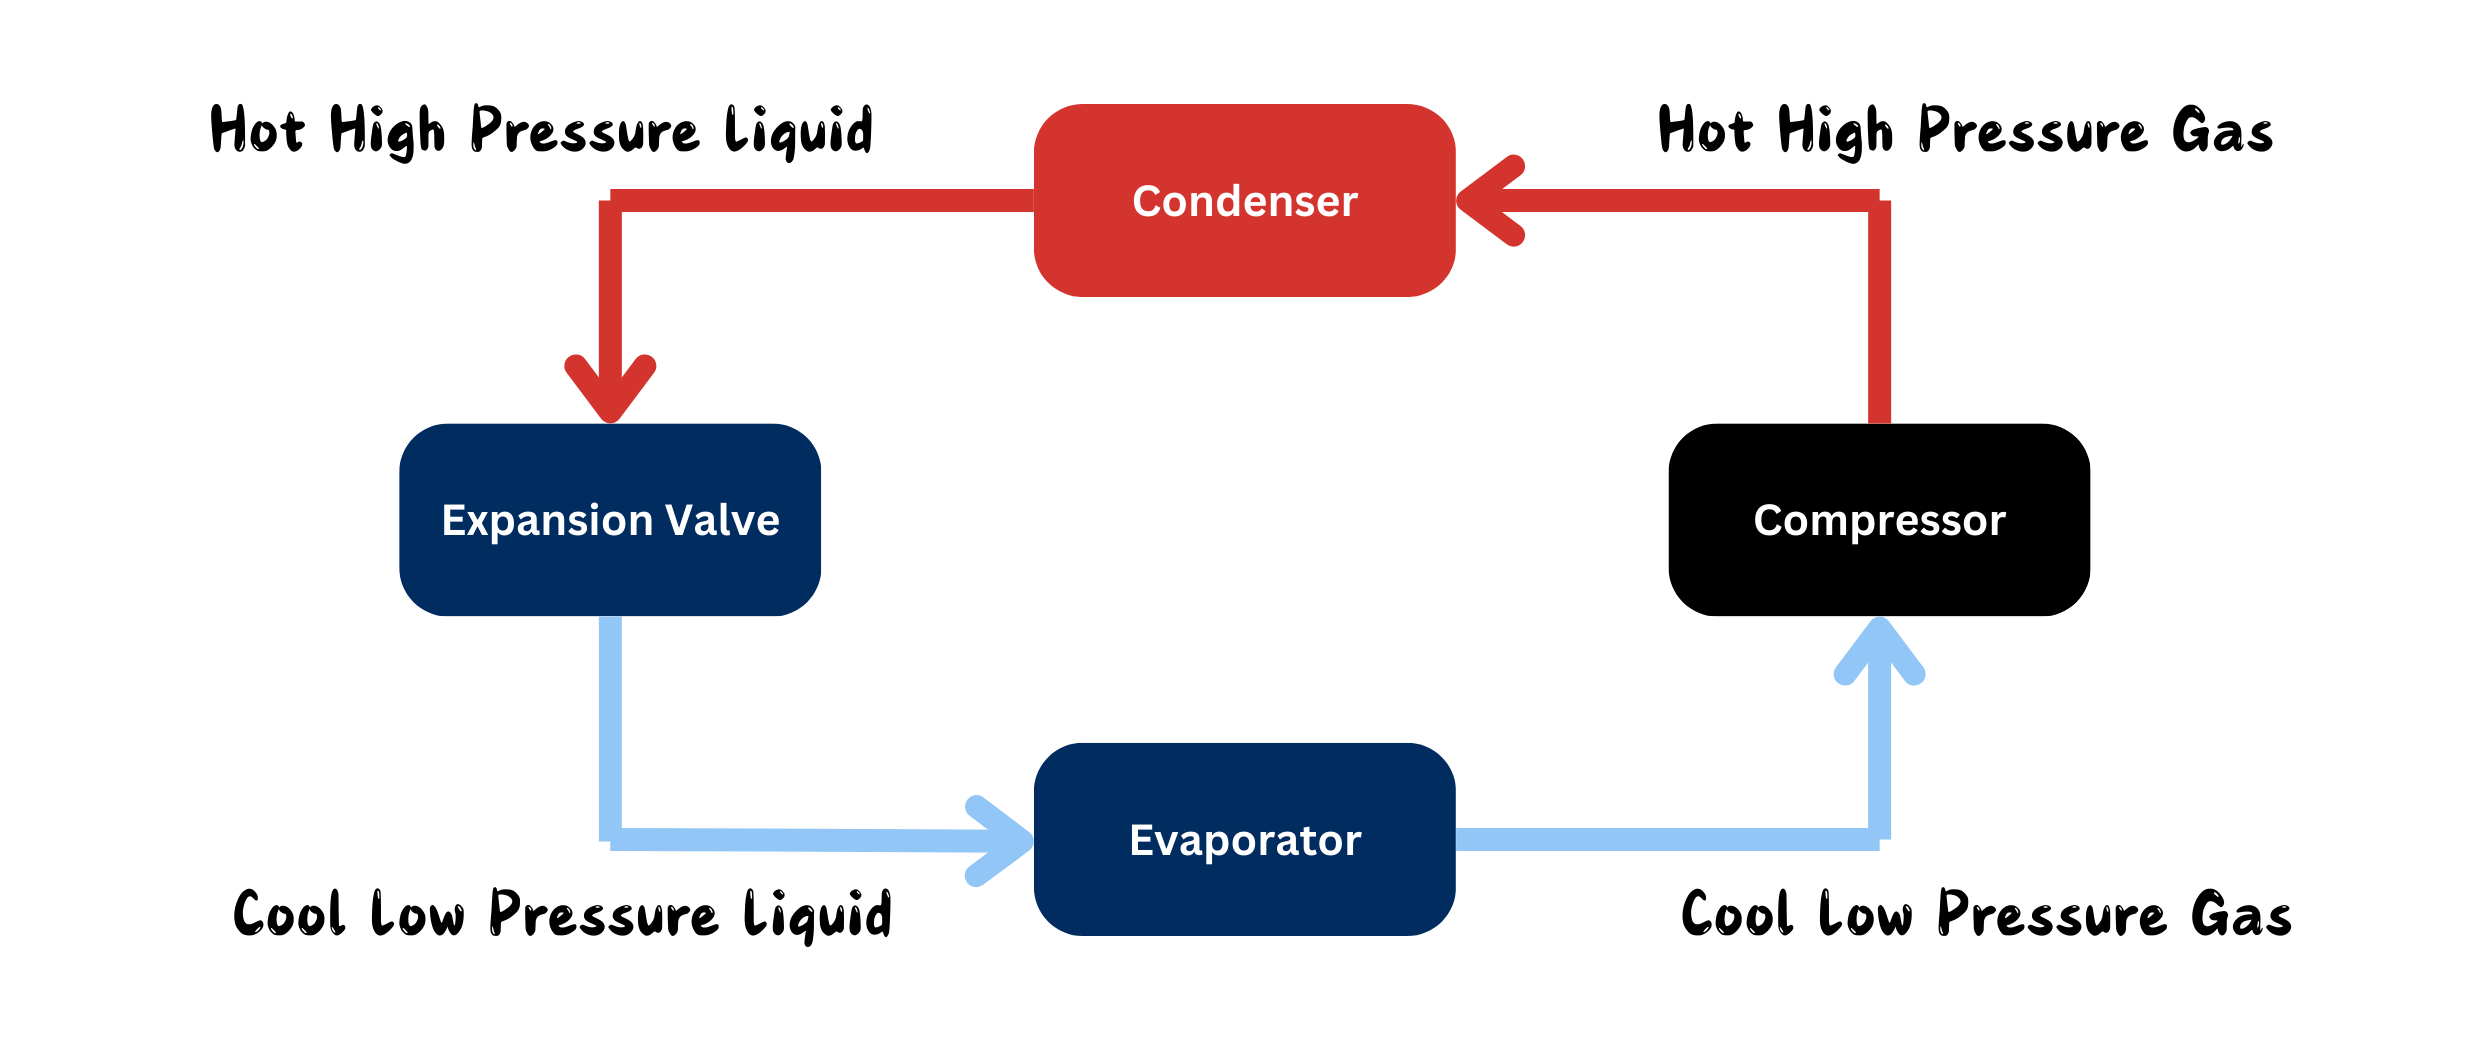 Hot High Pressure Liquid
Condenser
Hot High Pressure Gas
Expansion Valve
Compressor
Evaporator
Cool Low Pressure Liquid
Cool Low Pressure Gas